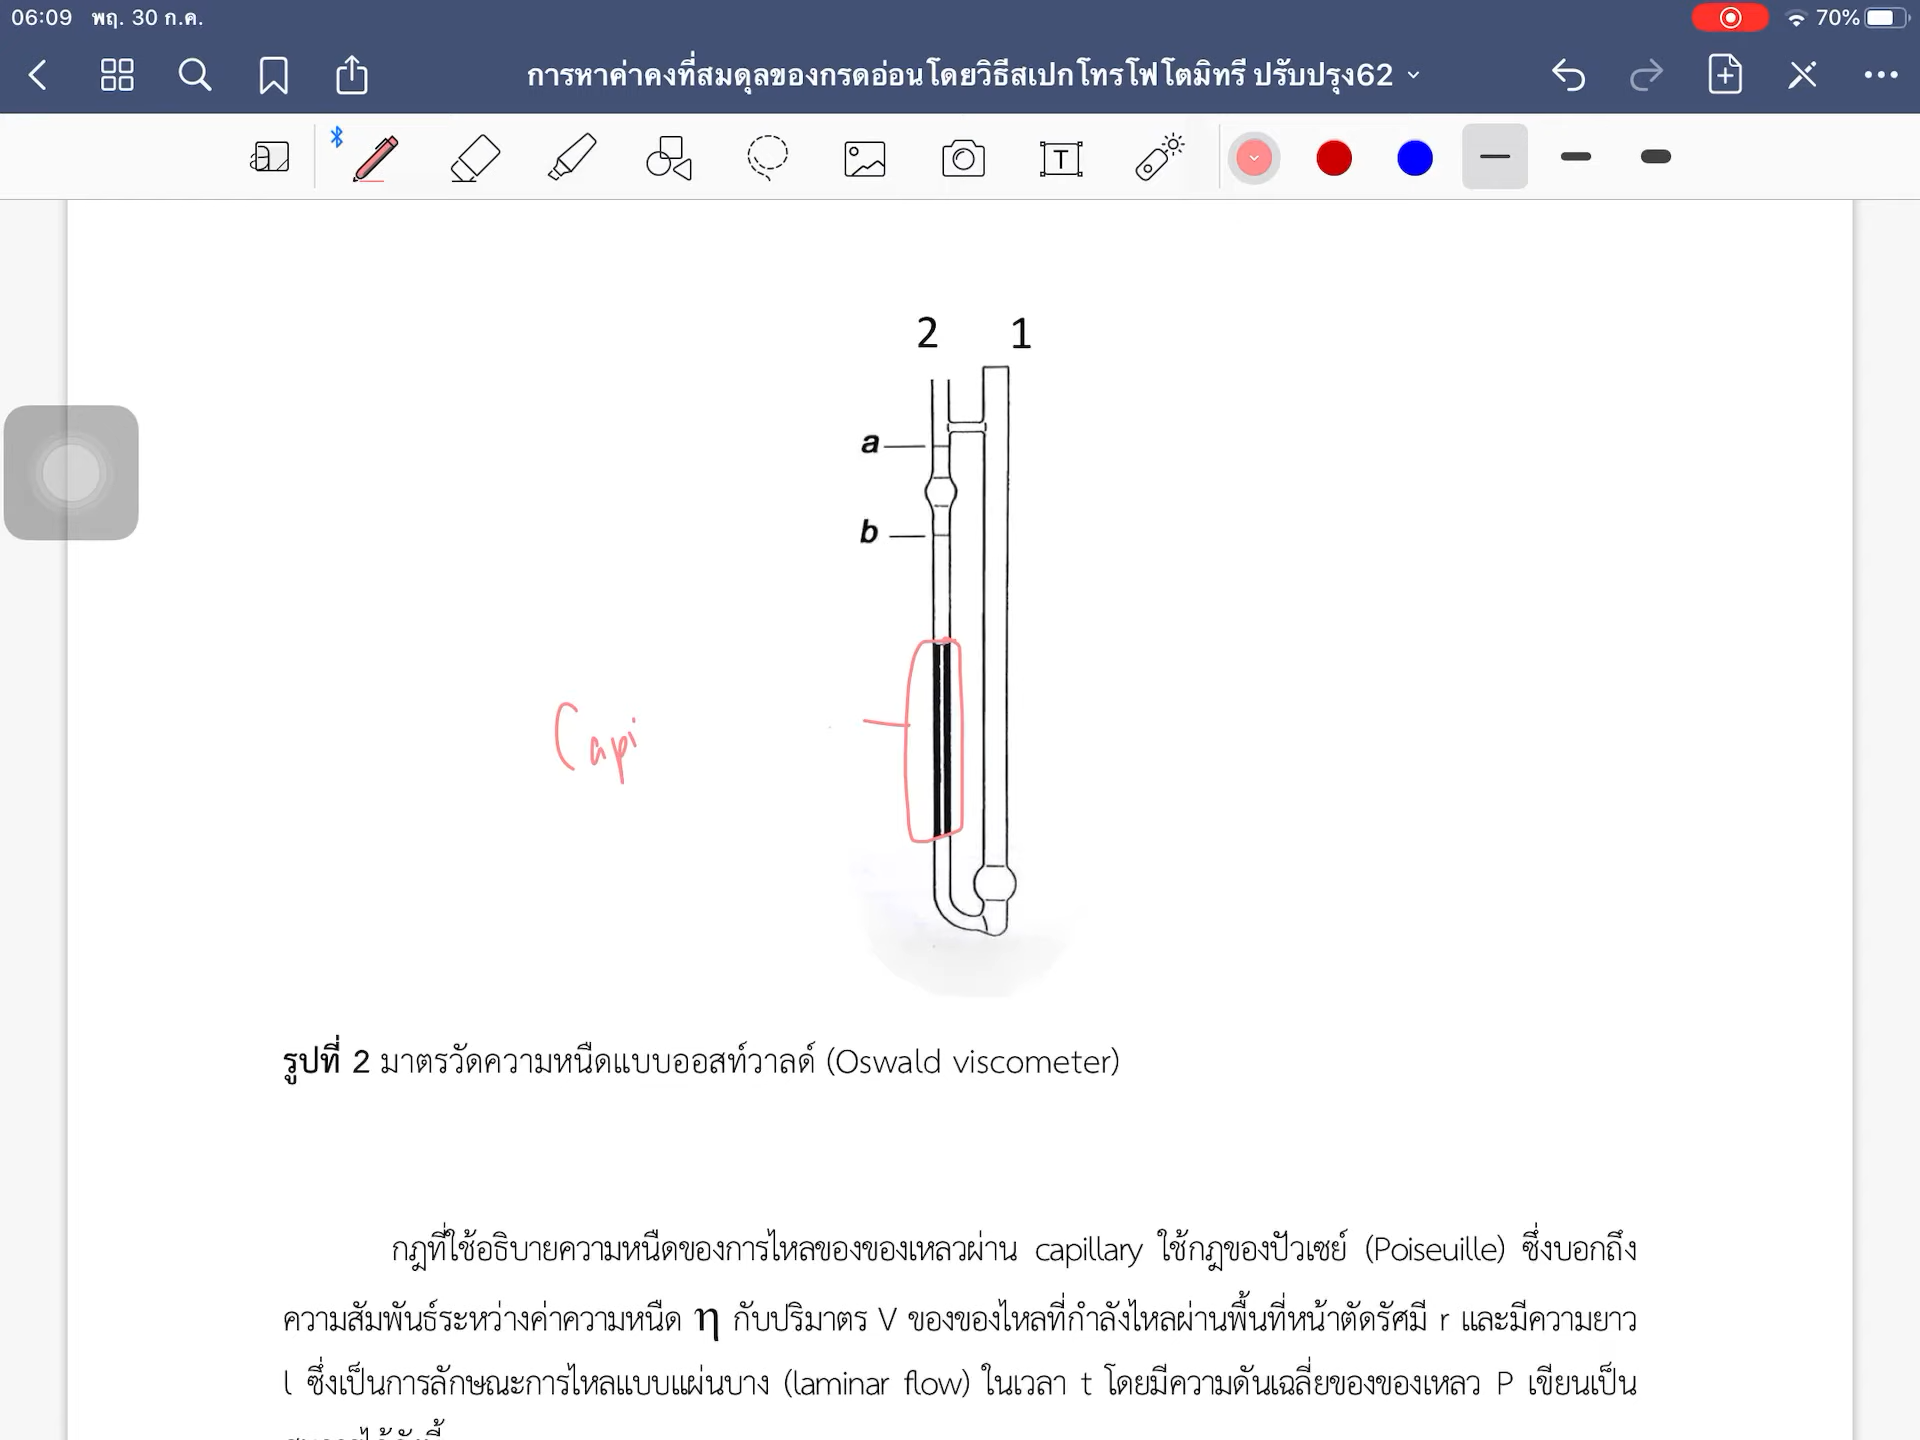 06:09 พฤ. 30 ก.ค.
70%
การหาค่าคงที่สมดุลของกรดอ่อนโดยวิธีสเปกโทรโฟโตมิทรี ปรับปรุง62
2 1
a
b
Capi
รูปที่ 2 มาตรวัดความหนืดแบบออสท์วาลด์ (Oswald viscometer)
กฎที่ใช้อธิบายความหนืดของการไหลของของเหลวผ่าน capillary ใช้กฎของปัวเซย์ (Poiseuille) ซึ่งบอกถึง
ความสัมพันธ์ระหว่างค่าความหนืด η กับปริมาตร V ของของไหลที่กำลังไหลผ่านพื้นที่หน้าตัดรัศมี r และมีความยาว
l ซึ่งเป็นการลักษณะการไหลแบบแผ่นบาง (laminar flow) ในเวลา t โดยมีความดันเฉลี่ยของของเหลว P เขียนเป็น